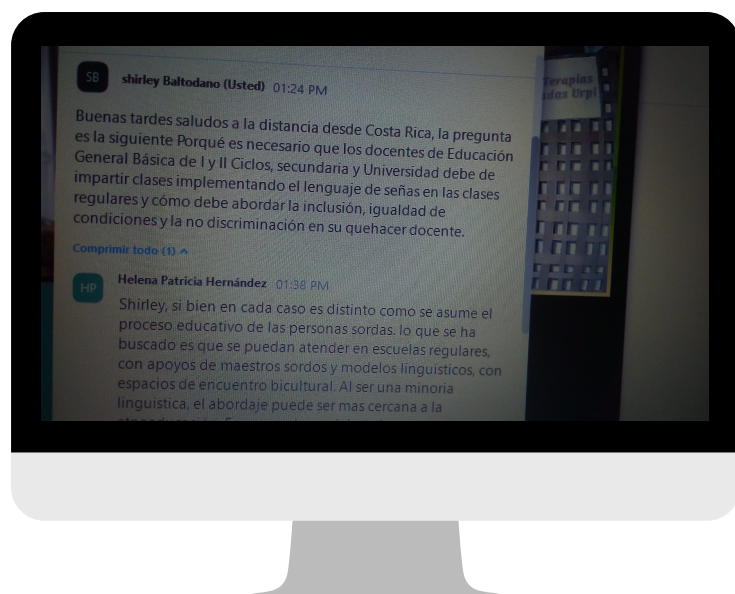 SB
shirley Baltodano (Usted) 01:24 PM
Buenas tardes saludos a la distancia desde Costa Rica, la pregunta
es la siguiente Porqué es necesario que los docentes de Educación
General Básica de I y II Ciclos, secundaria y Universidad debe de
impartir clases implementando el lenguaje de señas en las clases
regulares y cómo debe abordar la inclusión, igualdad de
condiciones y la no discriminación en su quehacer docente.
Comprimir todo (1)
HP
Helena Patricia Hernández 01:38 PM
Shirley, si bien en cada caso es distinto como se asume el
proceso educativo de las personas sordas. lo que se ha
buscado es que se puedan atender en escuelas regulares,
con apoyos de maestros sordos y modelos linguisticos, con
espacios de encuentro bicultural. Al ser una minoria
linguistica, el abordaje puede ser mas cercana a la
Terapias
Urpi